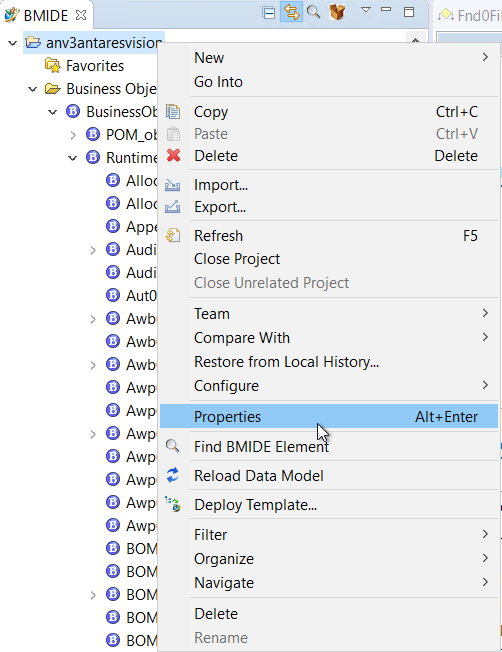 BMIDE
Fnd0Fil
anv3antaresvision
Favorites
Business Obje
BusinessOb
POM_ob
Runtime
Alloc
Alloc
Appe
Audi
Audi
Aut0
Awb
Awb
Awb
Awp
Awp
Awp
Awp
Awp
Awp
Awp
BOM
BOM
BOM
BOM
BOM
New
Go Into
Copy Ctrl+C
Paste Ctrl+V
Delete Delete
Import...
Export...
Refresh F5
Close Project
Close Unrelated Project
Team
Compare With
Restore from Local History...
Configure
Properties Alt+Enter
Find BMIDE Element
Reload Data Model
Deploy Template...
Filter
Organize
Navigate
Delete
Rename